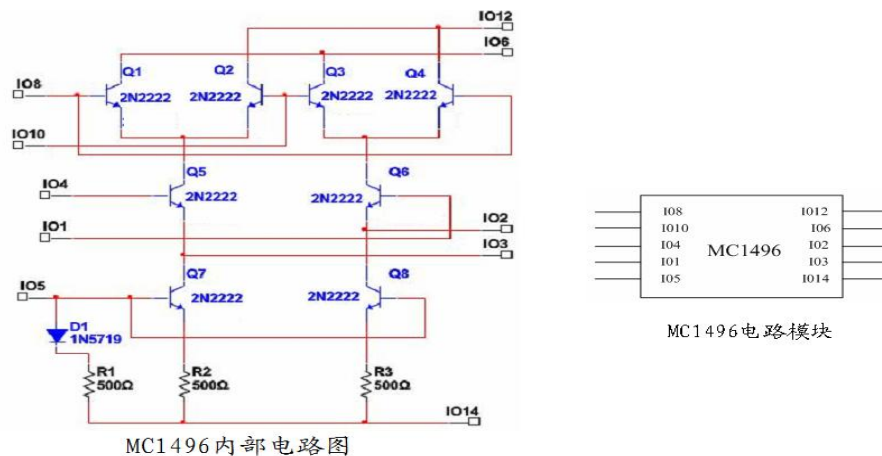 IO12
IO6
Q1
Q2
Q3
Q4
IO8
2N2222
2N2222
2N2222
2N2222
IO10
Q5
Q6
IO4
2N2222
2N2222
IO1
IO2
IO3
Q7
Q8
IO5
2N2222
2N2222
D1
1N5719
R1
500Ω
R2
500Ω
R3
500Ω
IO14
MC1496内部电路图
IO8
IO10
IO4
IO1
IO5
MC1496
IO12
IO6
IO2
IO3
IO14
MC1496电路模块